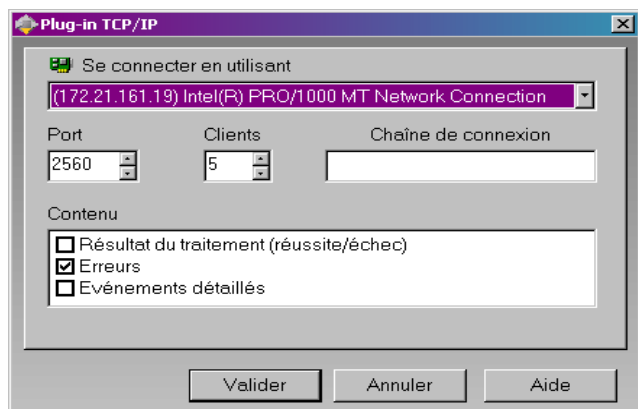 Plug-in TCP/IP
Se connecter en utilisant
(172.21.161.19) Intel(R) PRO/1000 MT Network Connection
Port Clients Chaîne de connexion
2560 5
Contenu
Résultat du traitement (réussite/échec)
Erreurs
Evénements détaillés
Valider Annuler Aide